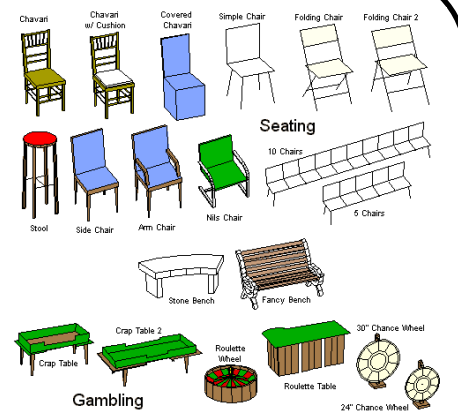 Chavari
Chavari
w/ Cushion
Covered
Chavari
Simple Chair
Folding Chair
Folding Chair 2
Seating
10 Chairs
5 Chairs
Stool
Side Chair
Arm Chair
Nils Chair
Stone Bench
Fancy Bench
Crap Table
Crap Table 2
Roulette
Wheel
Roulette Table
30" Chance Wheel
24" Chance Wheel
Gambling